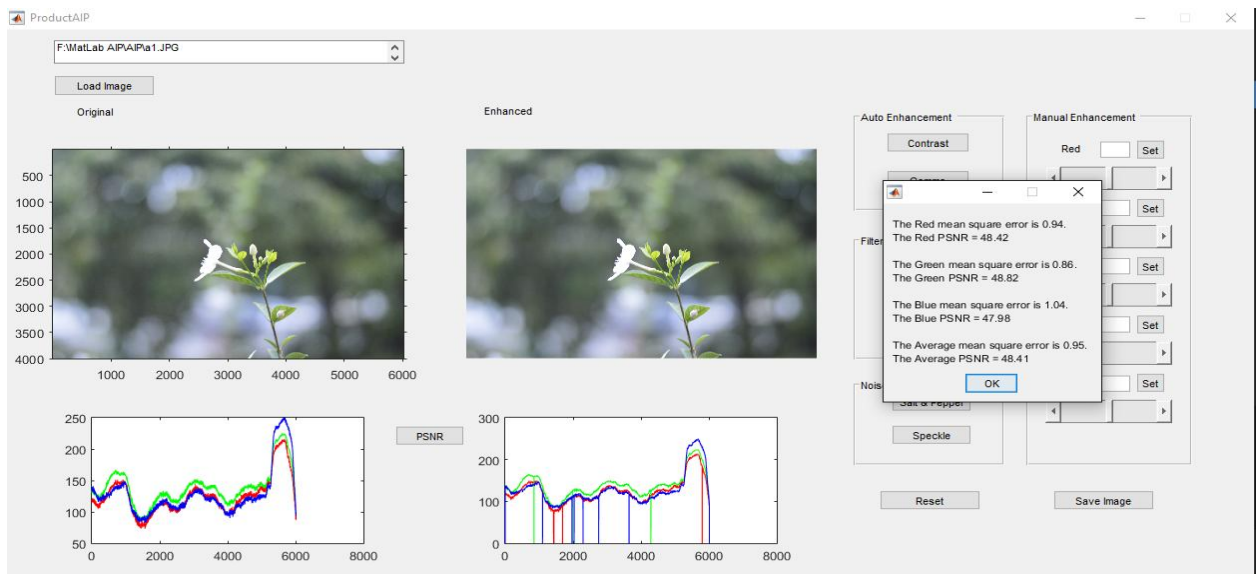 ProductAIP
F:\MatLab AIP\AIP\a1.JPG
Load Image
Original
Enhanced
500
1000
1500
2000
2500
3000
3500
4000
1000 2000 3000 4000 5000 6000
250
200
150
100
50
0 2000 4000 6000 8000
PSNR
300
200
100
0
0 2000 4000 6000 8000
Auto Enhancement
Contrast
Manual Enhancement
Red Set
Set
Set
Set
Set
Filter
The Red mean square error is 0.94.
The Red PSNR = 48.42
The Green mean square error is 0.86.
The Green PSNR = 48.82
The Blue mean square error is 1.04.
The Blue PSNR = 47.98
The Average mean square error is 0.95.
The Average PSNR = 48.41
OK
Nois
Salt & Pepper
Speckle
Reset
Save Image